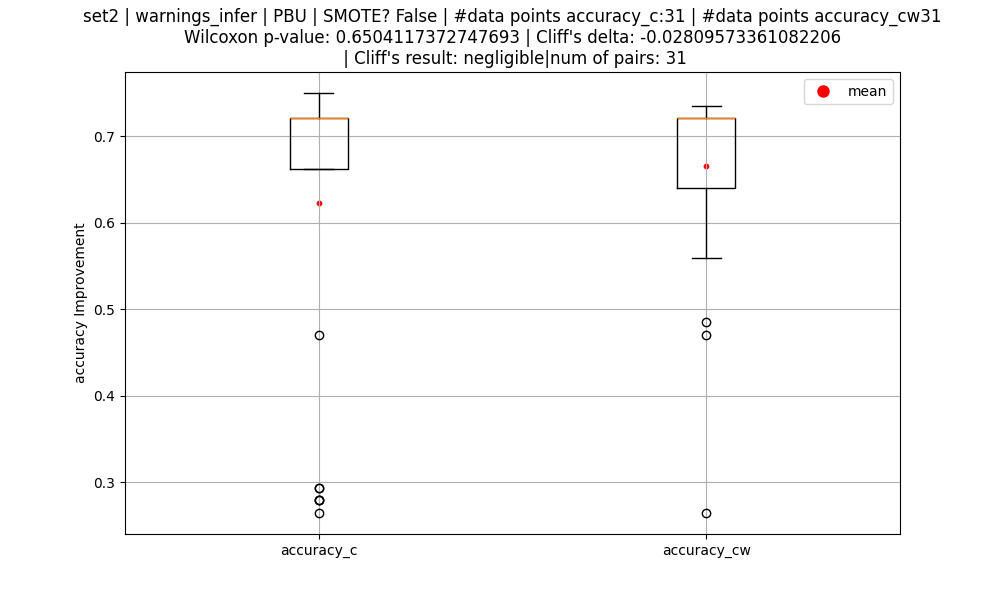 set2 | warnings_infer | PBU | SMOTE? False | #data points accuracy_c:31 | #data points accuracy_cw31
Wilcoxon p-value: 0.6504117372747693 | Cliff's delta: -0.02809573361082206
| Cliff's result: negligible|num of pairs: 31
mean
0.7
0.6
0.5
0.4
0.3
accuracy Improvement
accuracy_c
accuracy_cw